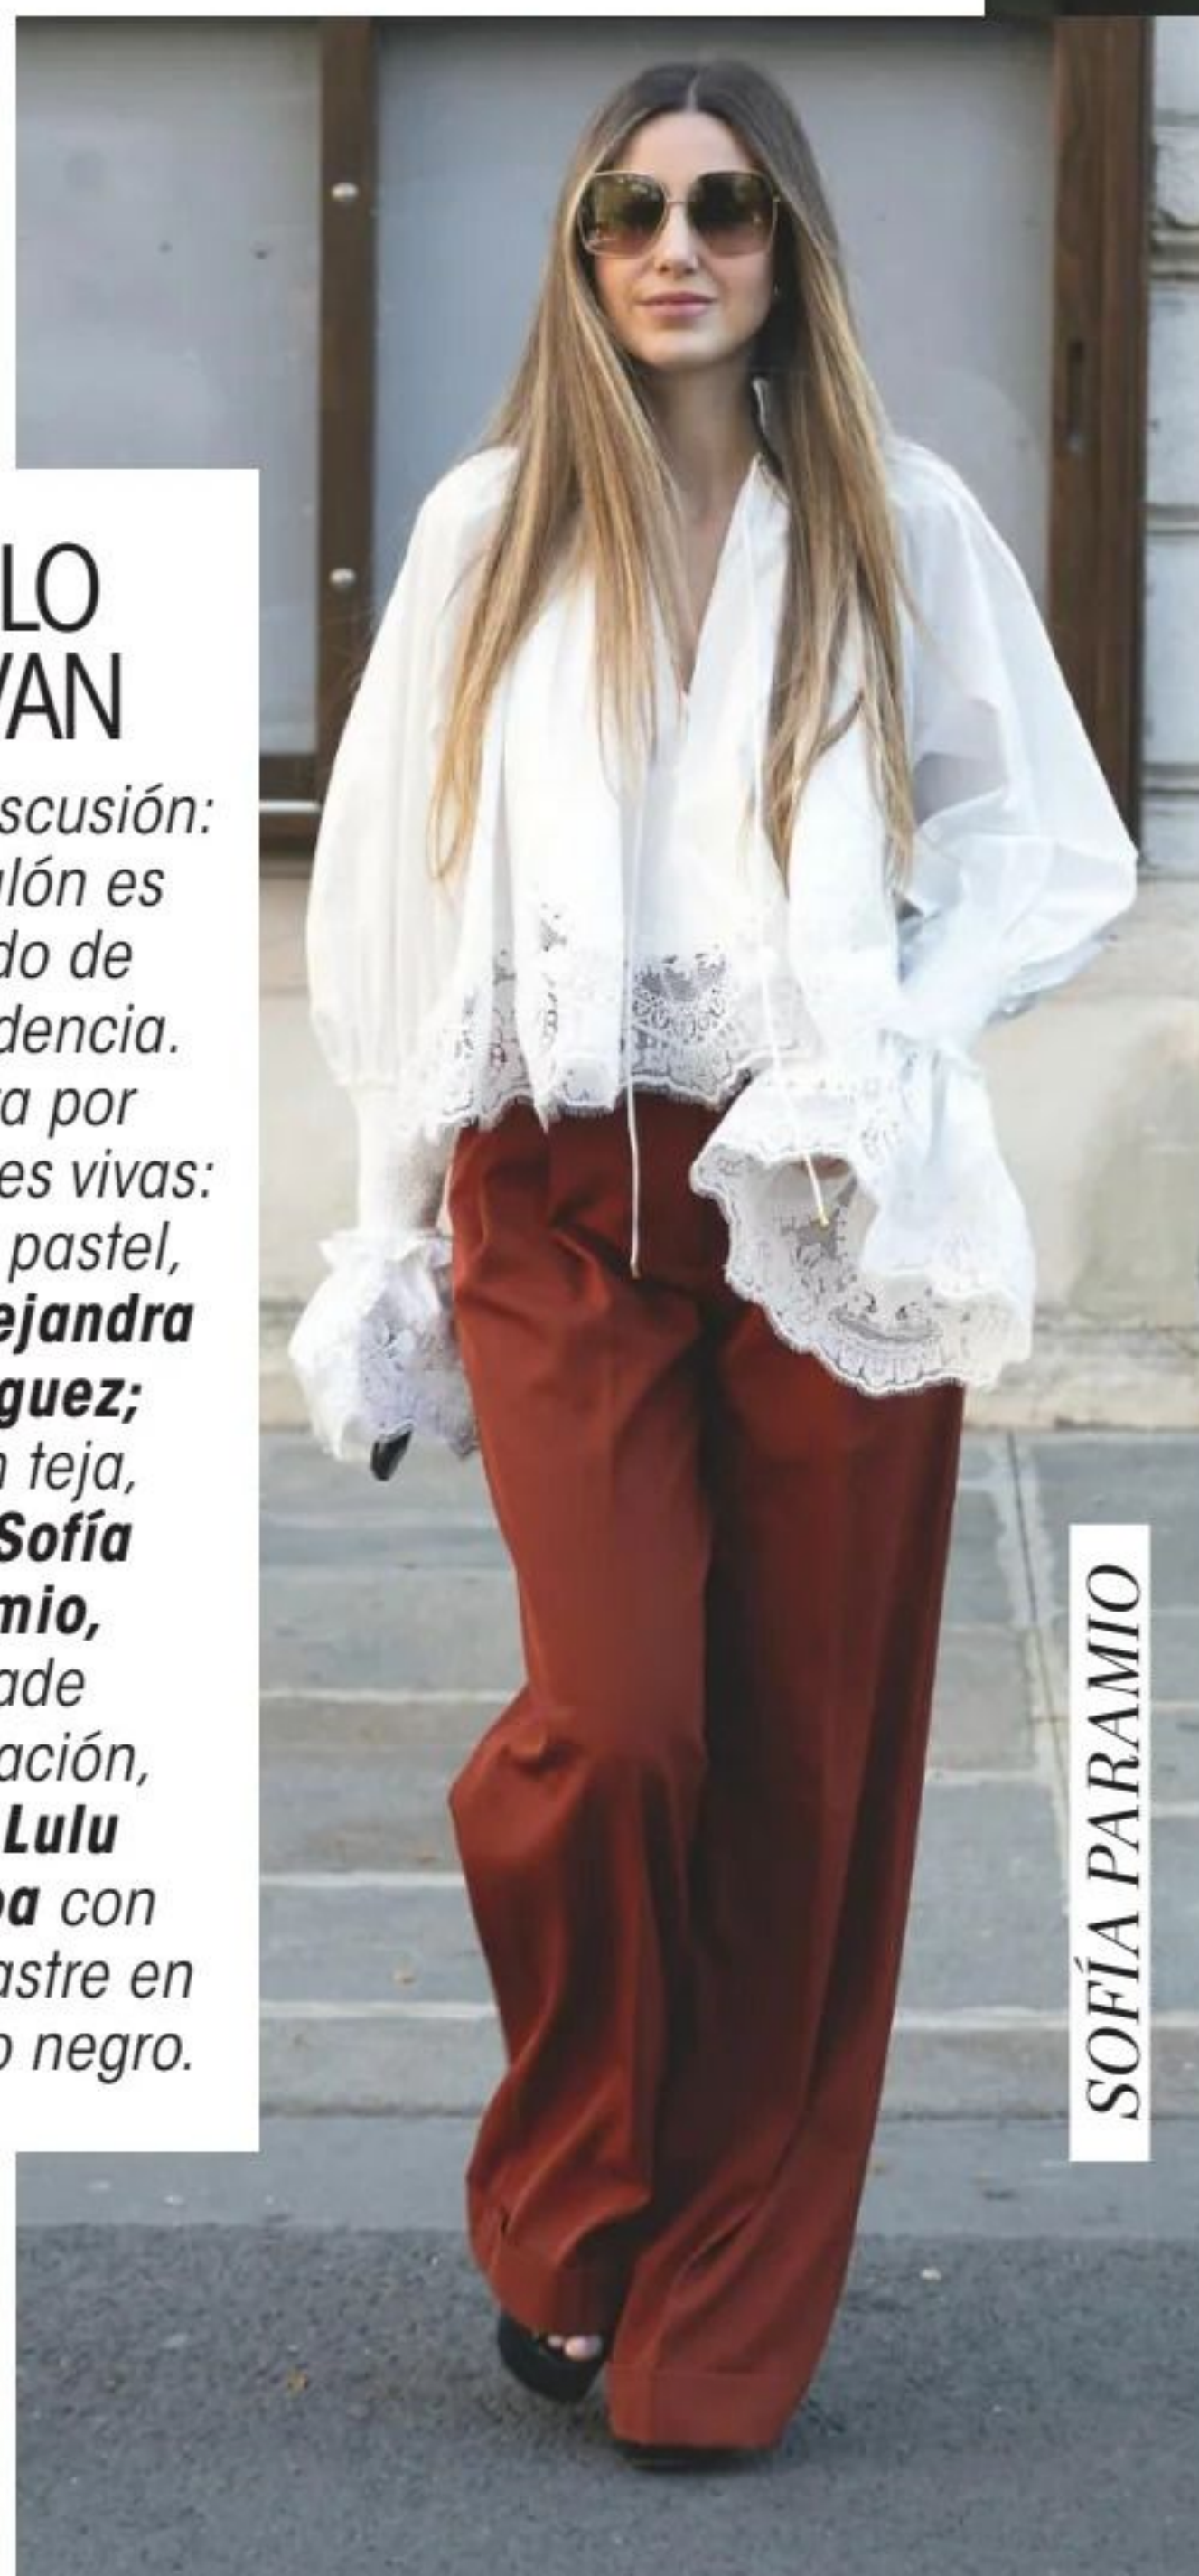 LO
VAN
scusión:
lón es
do de
dencia.
a por
es vivas:
pastel,
ejandra
guez;
teja,
Sofía
mio,
ade
ación,
Lulu
a con
astre en
o negro.
SOFÍA PARAMIO